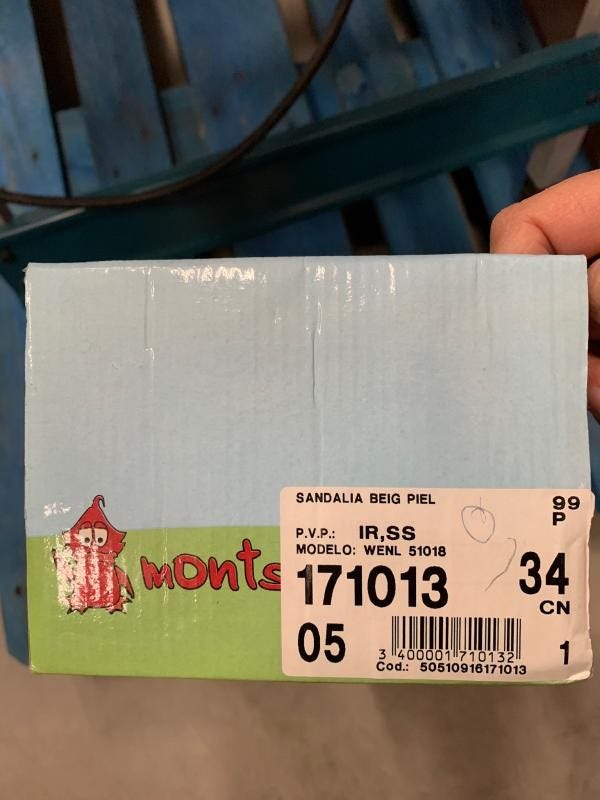 monts
SANDALIA BEIG PIEL
99
P
P.V.P.: IR,SS
MODELO: WENL 51018
171013
34
CN
05
3 400001 710132
1
Cod.: 50510916171013